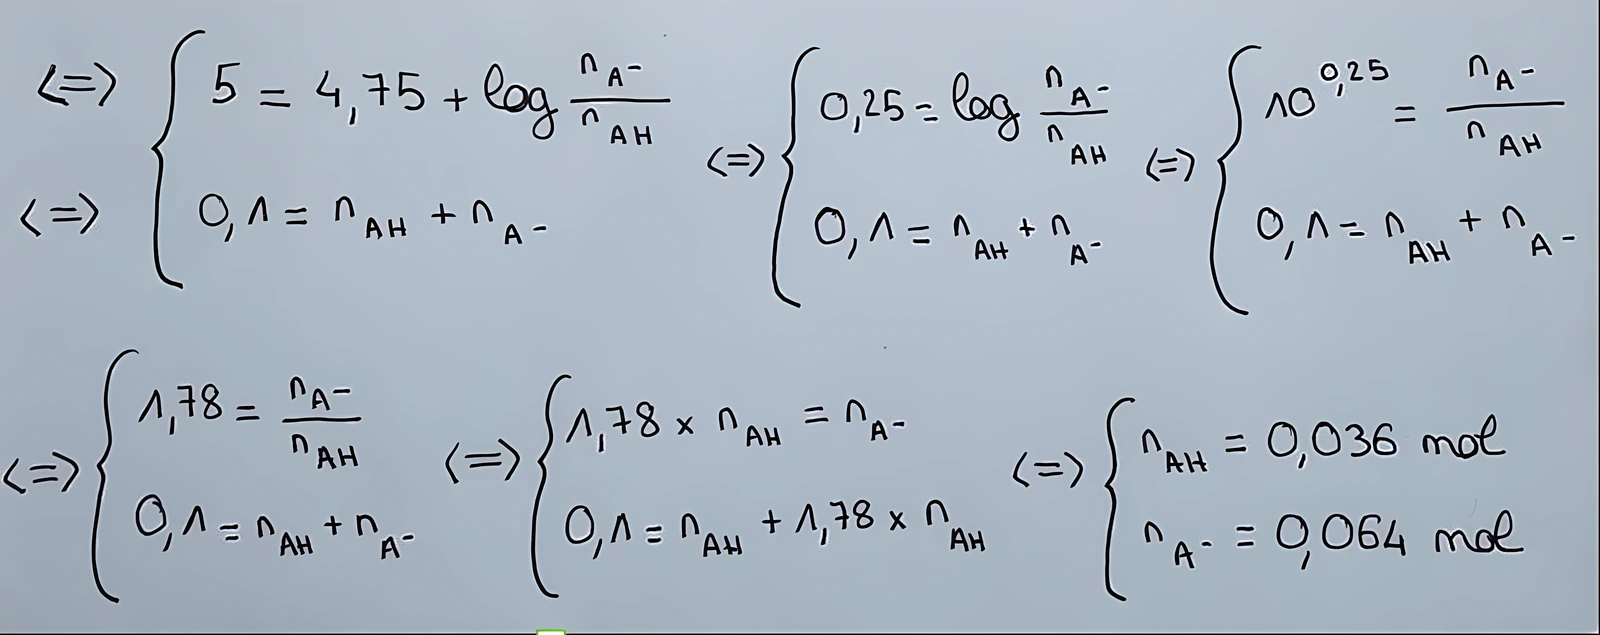 <=> { 5 = 4,75 + log n_A- / n_AH <=> { 0,25 = log n_A- / n_AH <=> { 10^0,25 = n_A- / n_AH
<=> 0,1 = n_AH + n_A- 0,1 = n_AH + n_A- 0,1 = n_AH + n_A-
<=> { 1,78 = n_A- / n_AH <=> { 1,78 x n_AH = n_A- <=> { n_AH = 0,036 mol
0,1 = n_AH + n_A- 0,1 = n_AH + 1,78 x n_AH n_A- = 0,064 mol